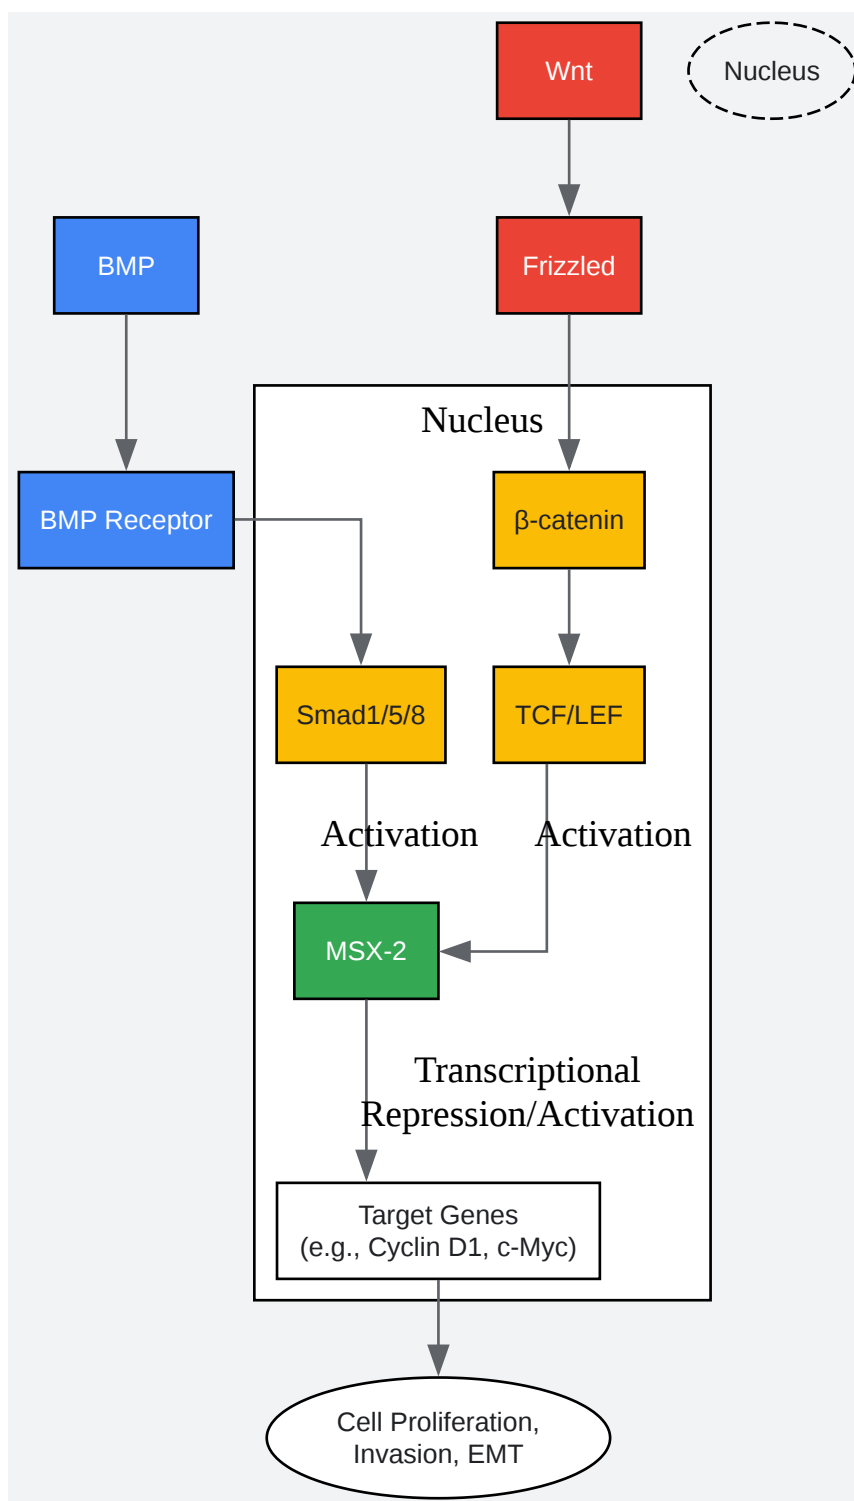 Wnt
Nucleus
BMP
Frizzled
Nucleus
BMP Receptor
β-catenin
Smad1/5/8
TCF/LEF
Activation
Activation
MSX-2
Transcriptional
Repression/Activation
Target Genes
(e.g., Cyclin D1, c-Myc)
Cell Proliferation,
Invasion, EMT